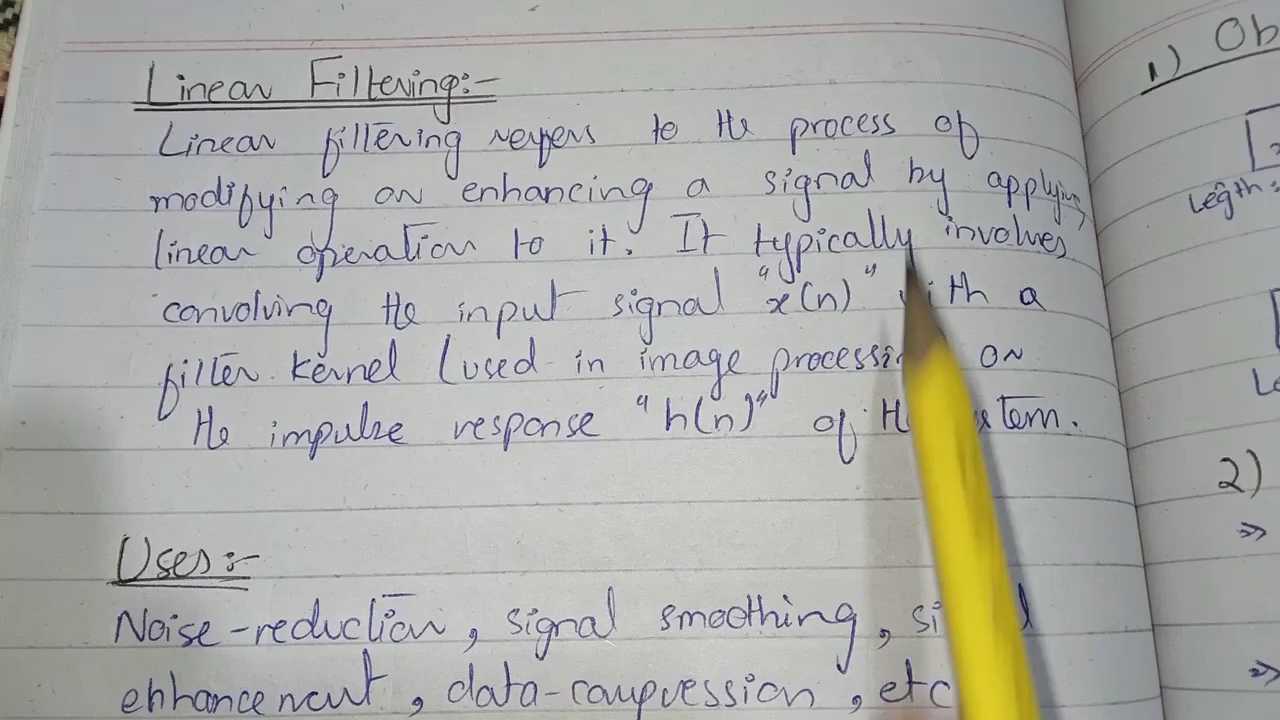 Linear Filtering:-
Linear filtering refers to the process of
modifying or enhancing a signal by applying
linear operation to it. It typically involves
convolving the input signal "x(n)" with a
filter kernel (used in image processing or
the impulse response "h(n)" of the system.
Uses:-
Noise-reduction, signal smoothing, signal
enhancement, data-compression, etc
1) Ob
Legth:
2)